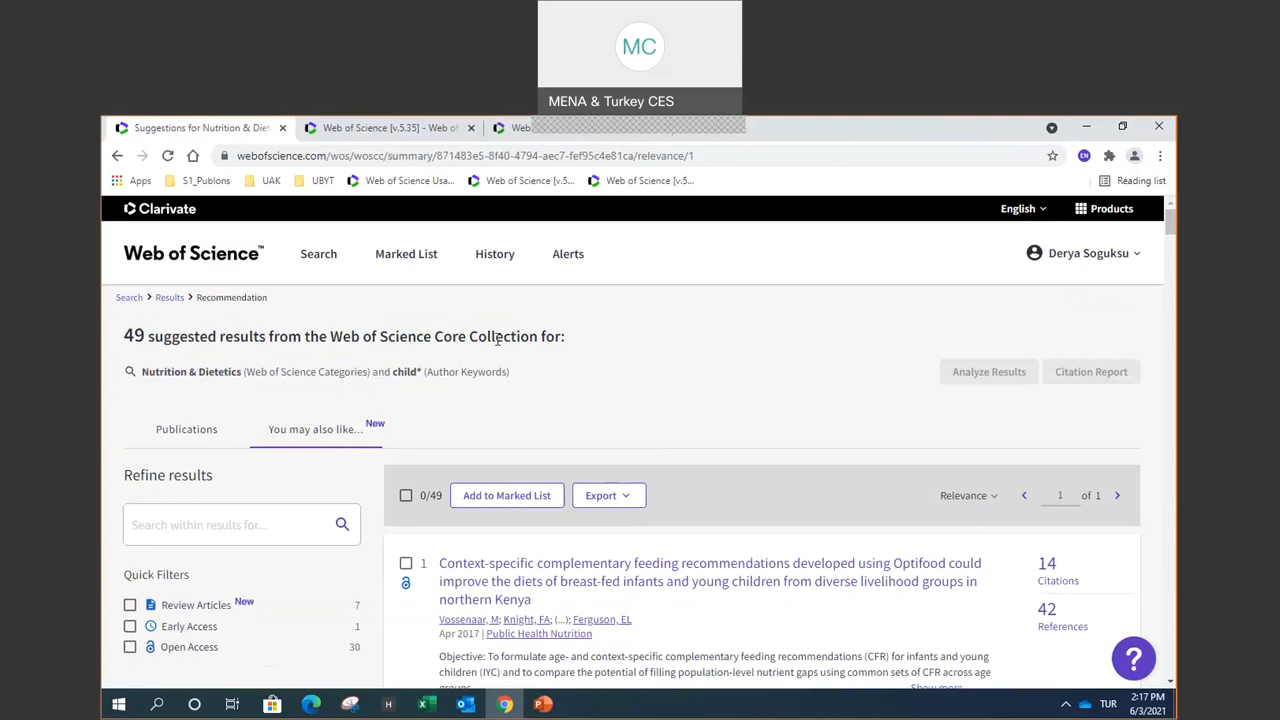 MC
MENA & Turkey CES
Suggestions for Nutrition & Diet
Web of Science [v.5.35] - Web of
Web
webofscience.com/wos/woscc/summary/871483e5-8f40-4794-aec7-fef95c4e81ca/relevance/1
EN
Apps
S1_Publons
UAK
UBYT
Web of Science Usa...
Web of Science [v.5...
Web of Science [v.5...
Reading list
Clarivate
English
Products
Web of Science™
Search
Marked List
History
Alerts
Derya Soguksu
Search > Results > Recommendation
49 suggested results from the Web of Science Core Collection for:
Nutrition & Dietetics (Web of Science Categories) and child* (Author Keywords)
Analyze Results
Citation Report
Publications
You may also like... New
Refine results
Search within results for...
Quick Filters
Review Articles New 7
Early Access 1
Open Access 30
0/49
Add to Marked List
Export
Relevance
1 of 1
1
Context-specific complementary feeding recommendations developed using Optifood could
improve the diets of breast-fed infants and young children from diverse livelihood groups in
northern Kenya
Vossenaar, M; Knight, FA; (...); Ferguson, EL
Apr 2017 | Public Health Nutrition
Objective: To formulate age- and context-specific complementary feeding recommendations (CFR) for infants and young
children (IYC) and to compare the potential of filling population-level nutrient gaps using common sets of CFR across age
groups
Show more
14
Citations
42
References
?
TUR
2:17 PM
6/3/2021